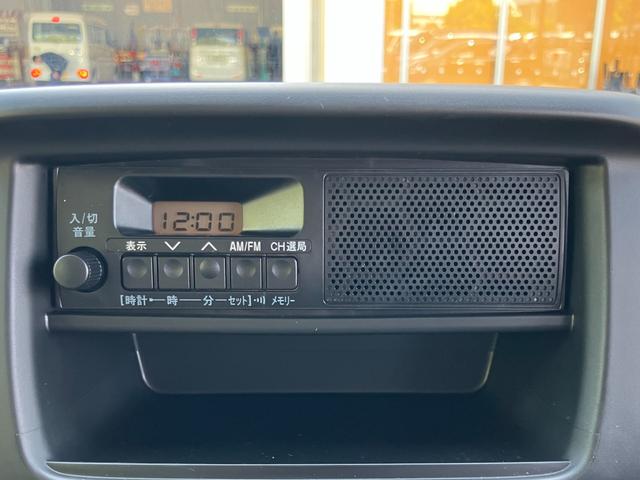 入/切
音量
12:00
表示 ∨ ∧ AM/FM CH選局
[時計 ▸ 時 ─ 分 ─ セット]•))) メモリー